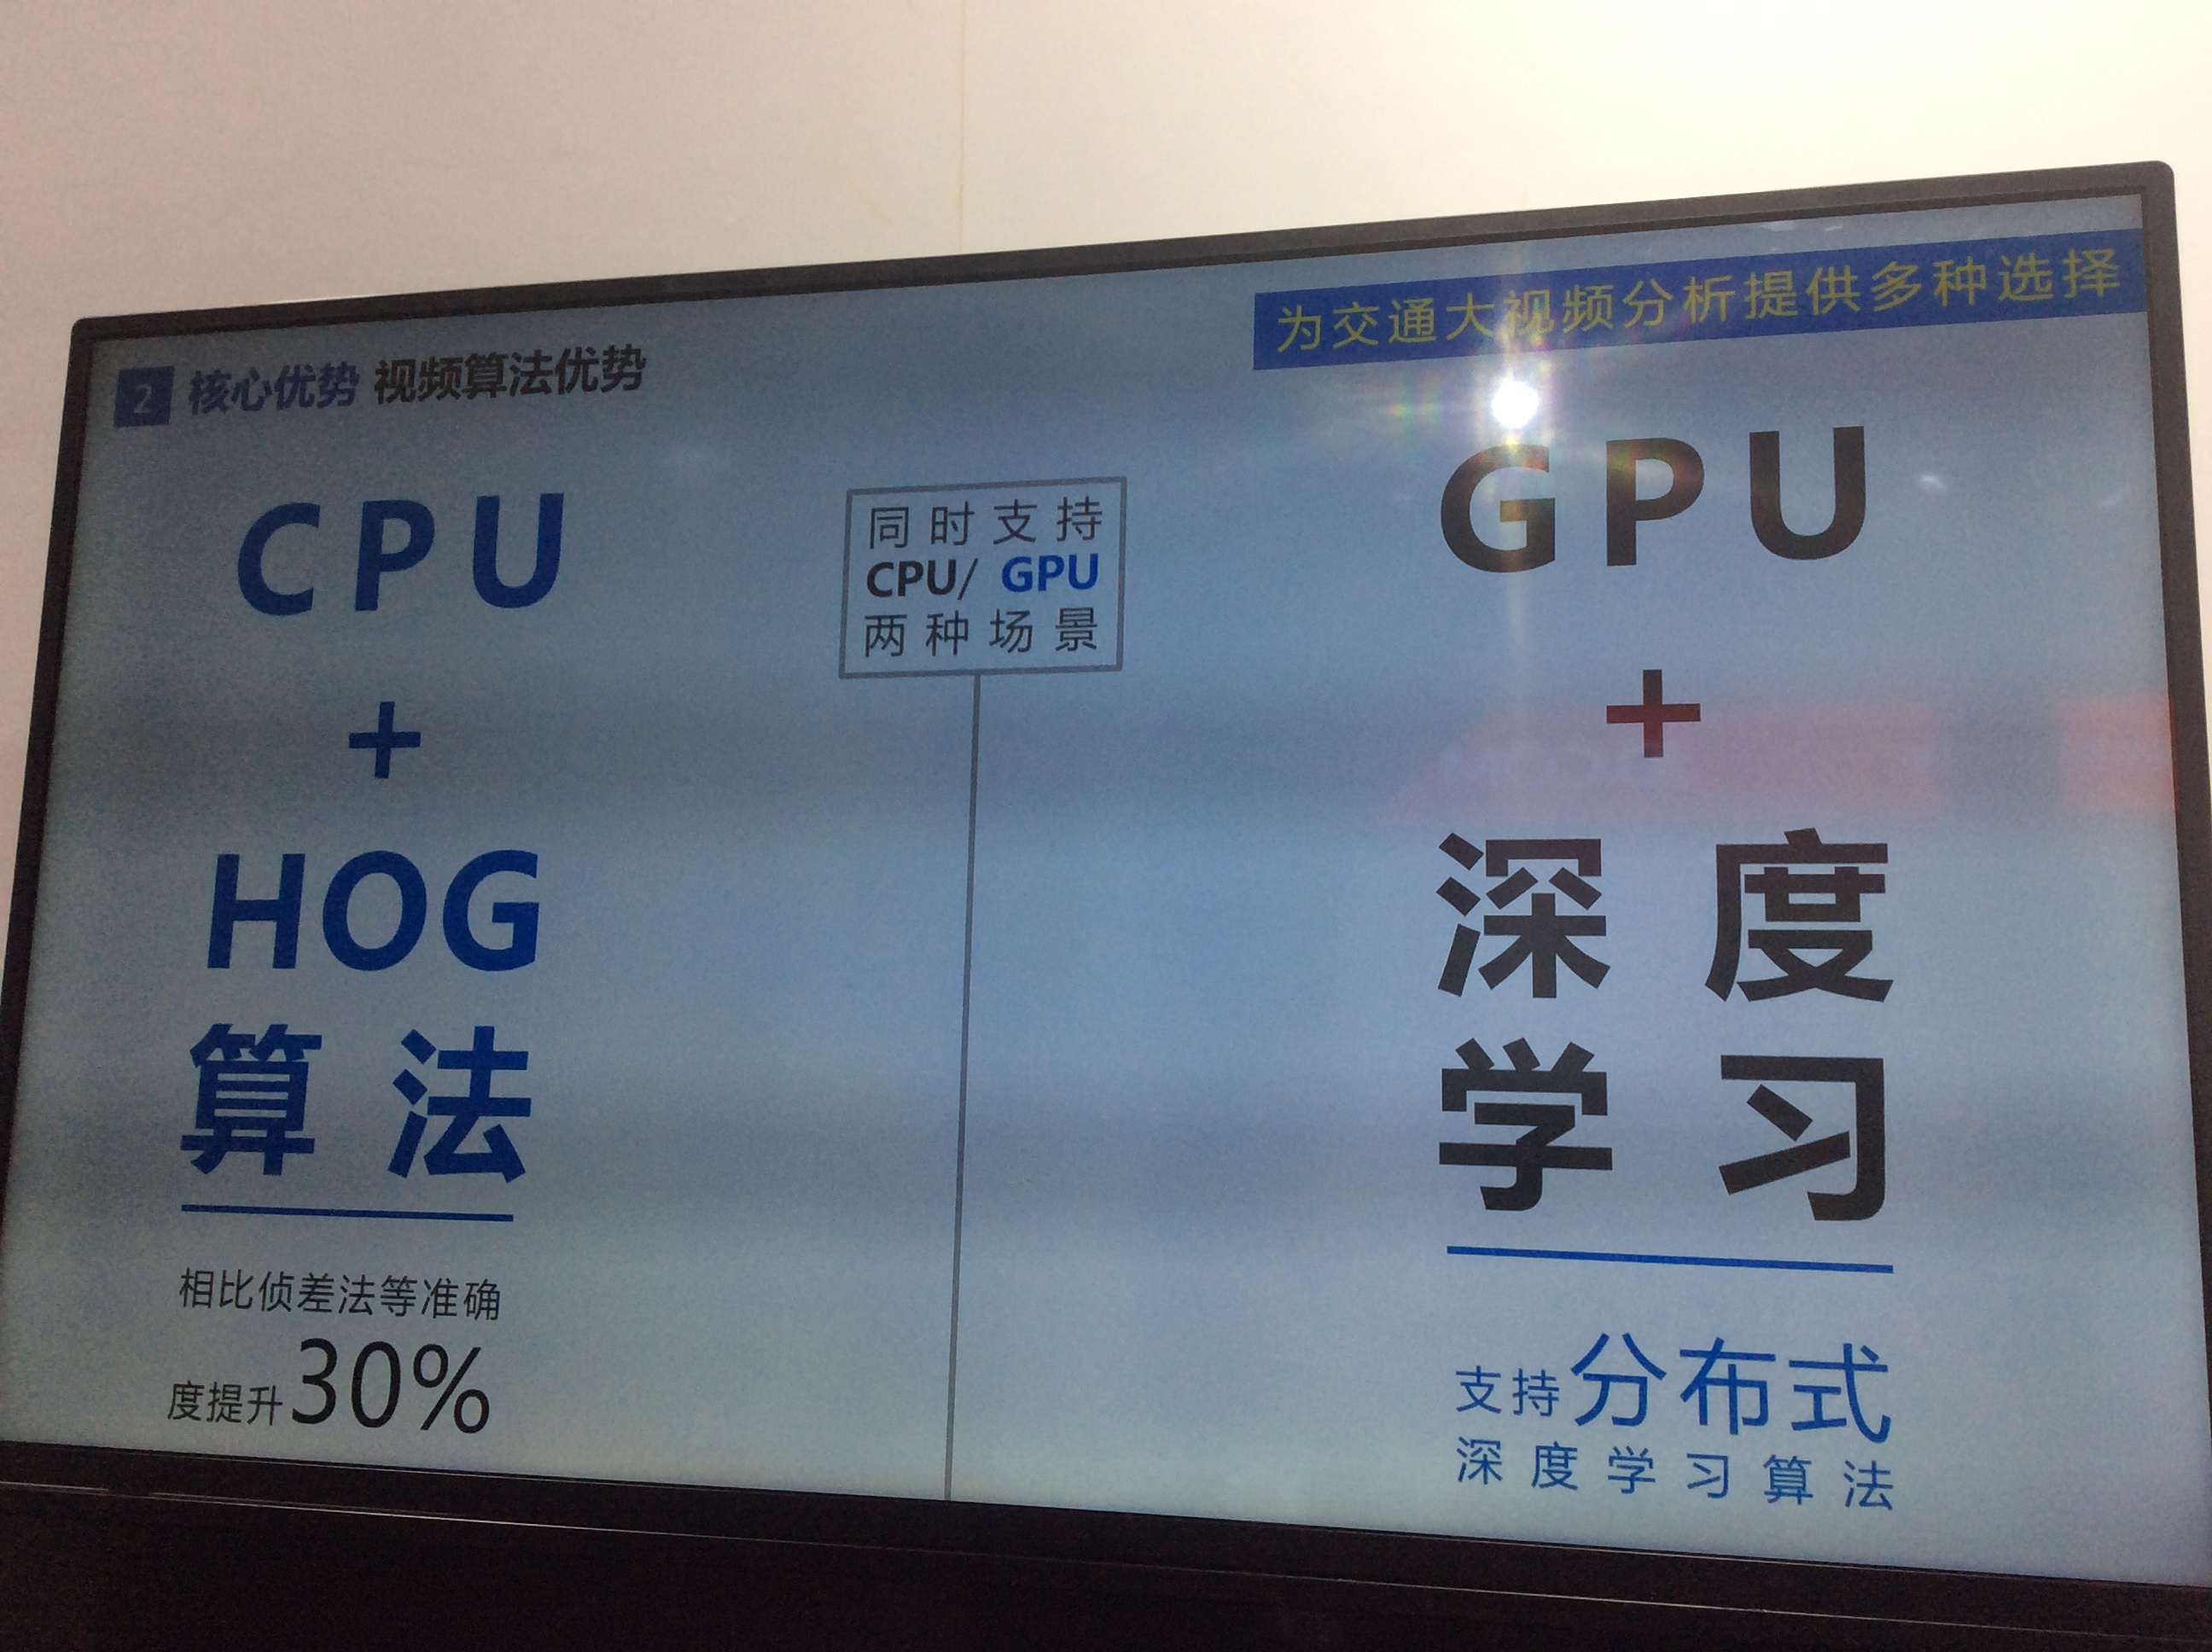 为交通大视频分析提供多种选择
2 核心优势 视频算法优势
CPU
+
HOG
算法
相比侦差法等准确
度提升30%
同时支持
CPU/ GPU
两种场景
GPU
+
深度
学习
支持分布式
深度学习算法